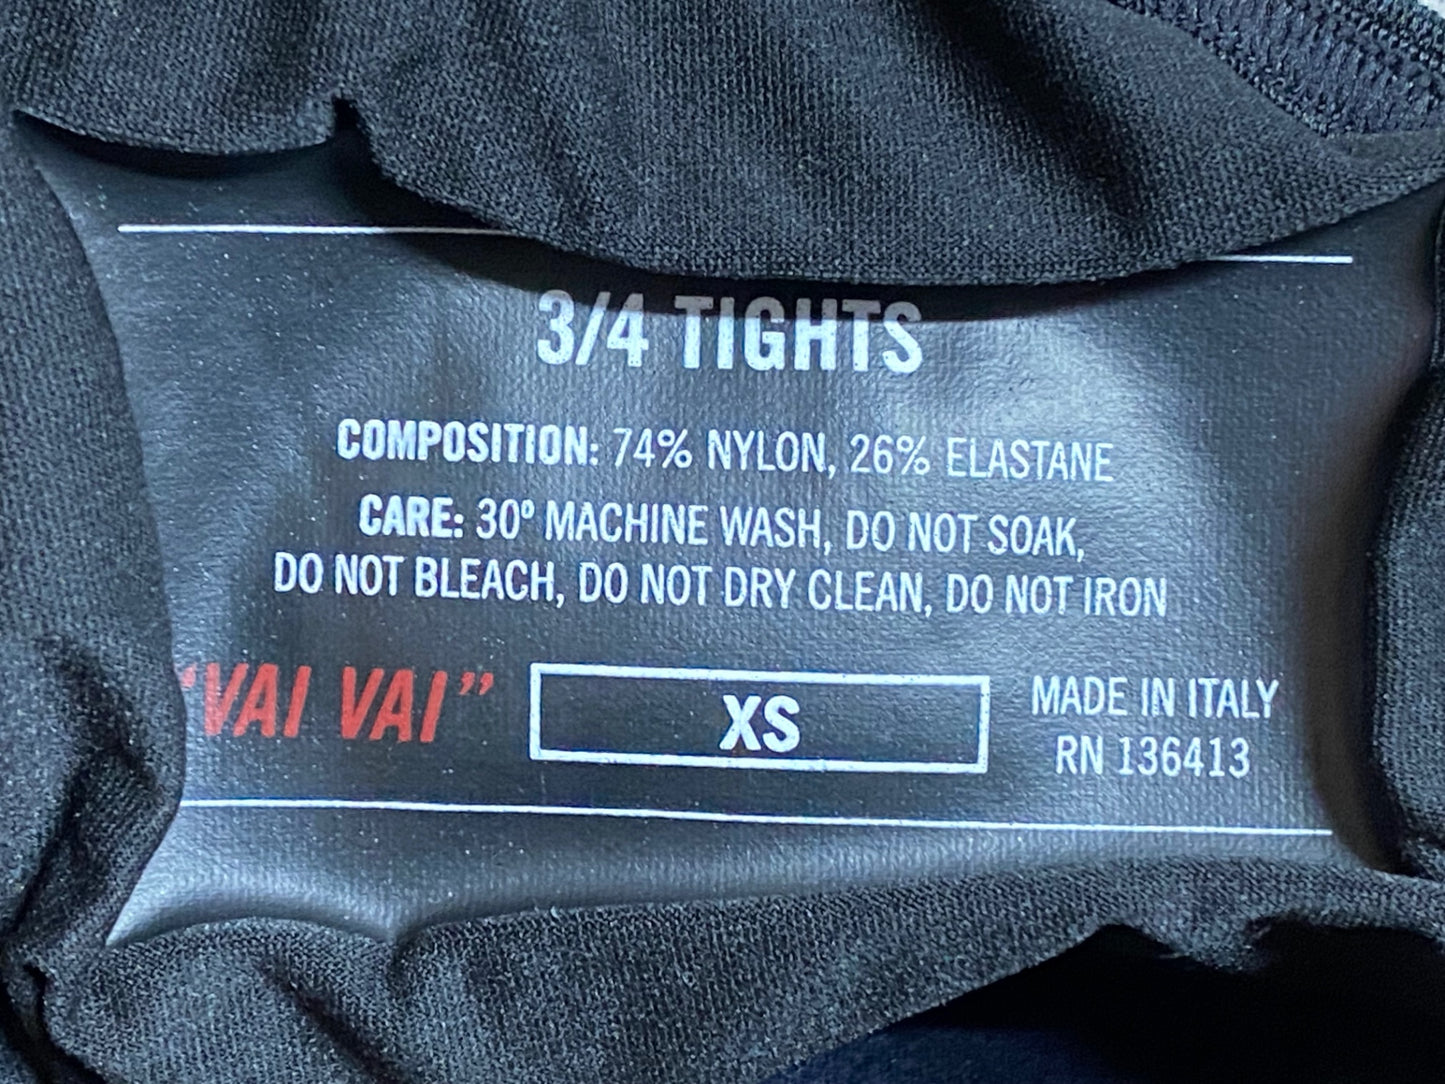 3/4 TIGHTS
COMPOSITION: 74% NYLON, 26% ELASTANE
CARE: 30° MACHINE WASH, DO NOT SOAK,
DO NOT BLEACH, DO NOT DRY CLEAN, DO NOT IRON
"VAI VAI"
XS
MADE IN ITALY
RN 136413